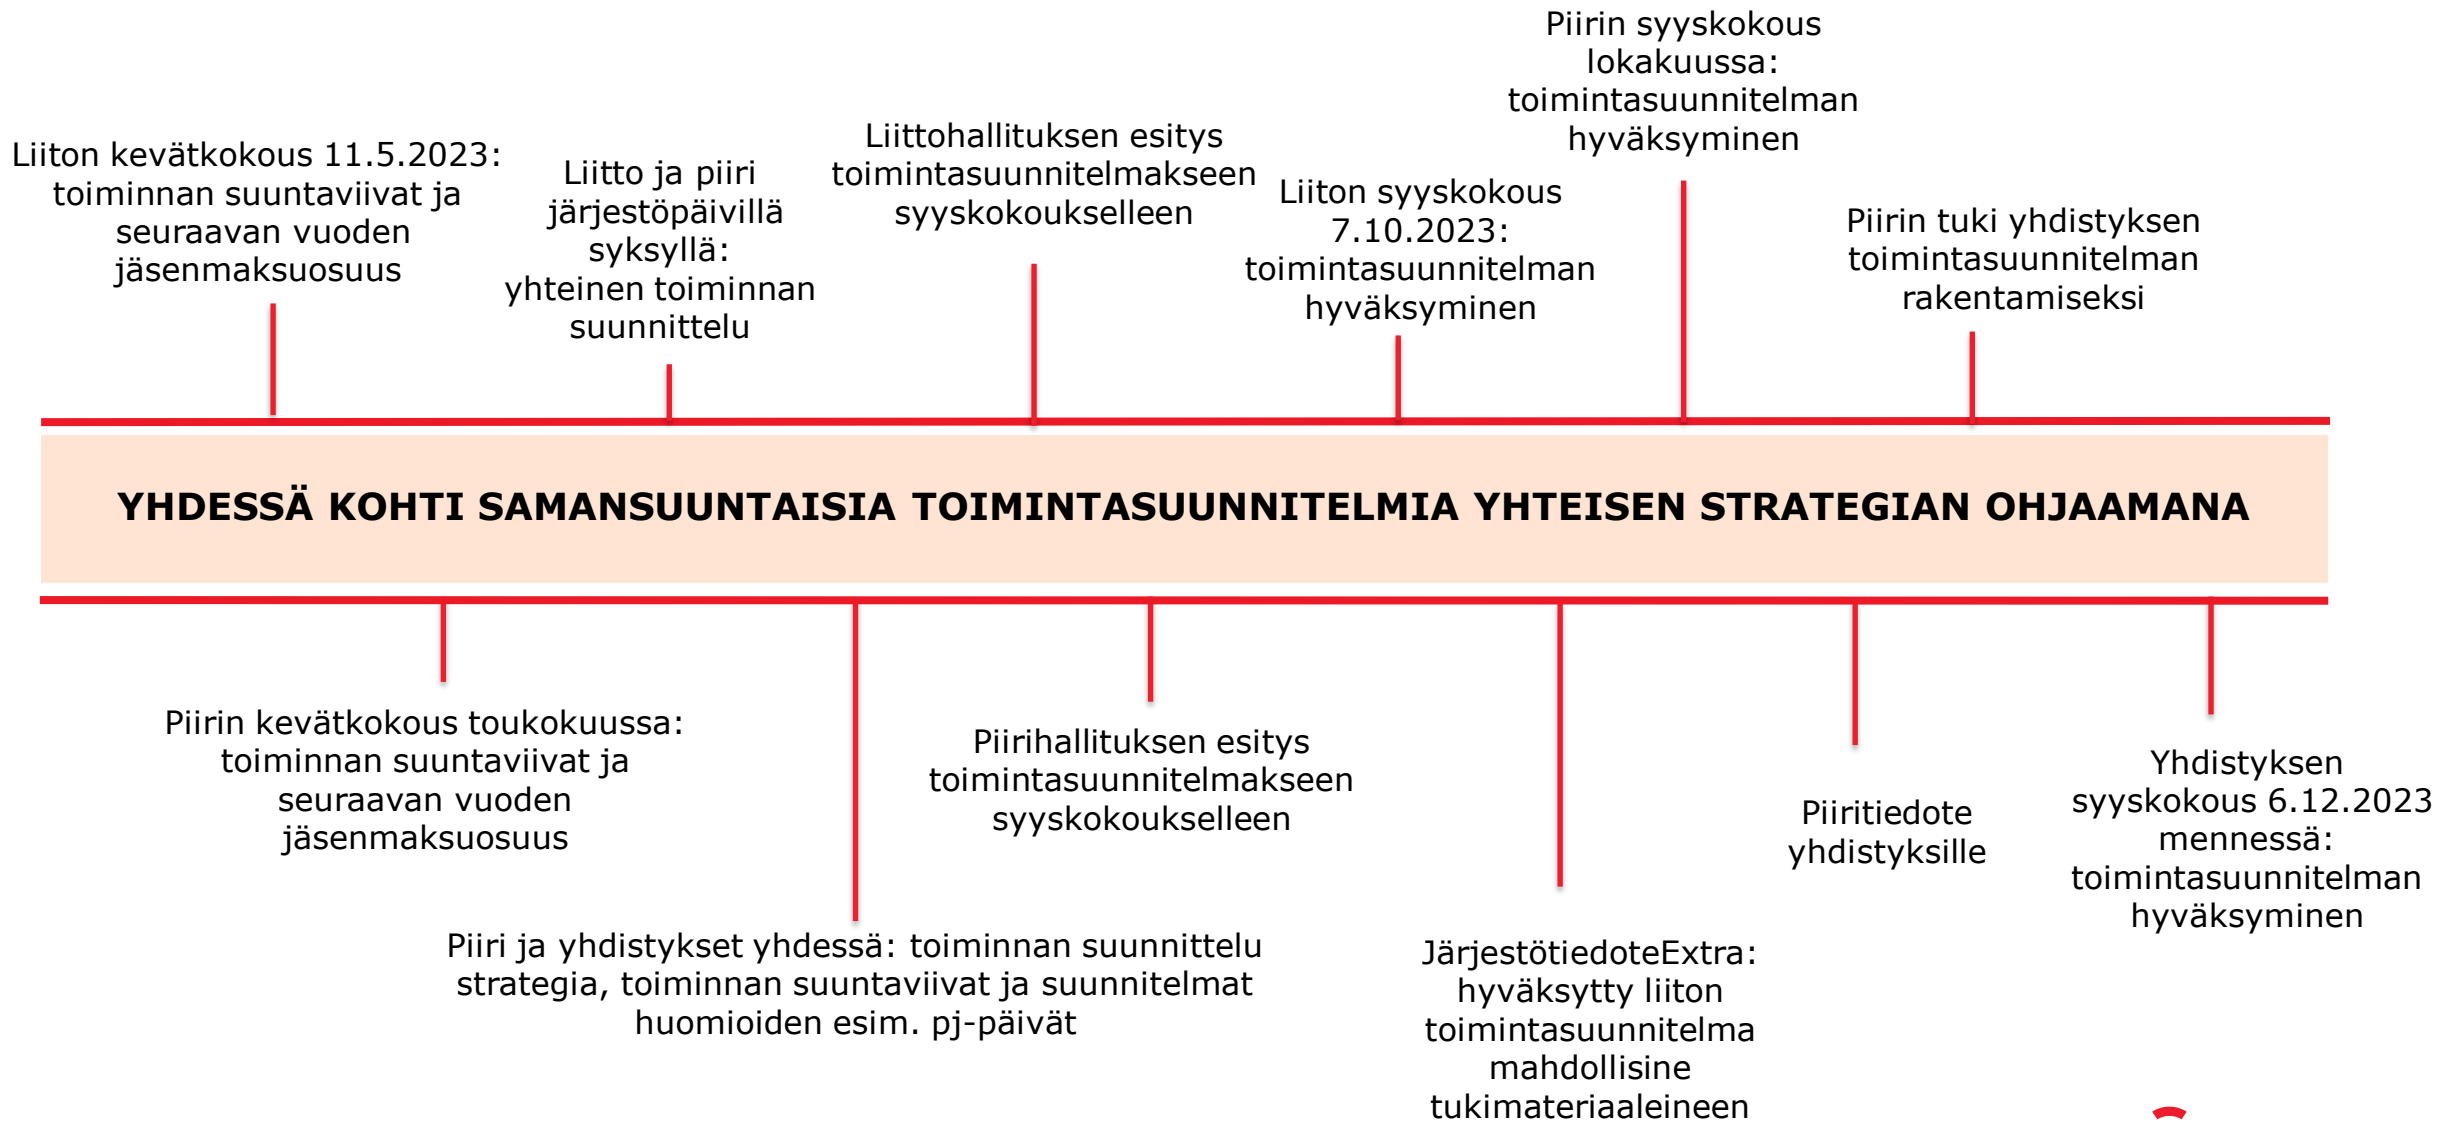 Liiton kevätkokous 11.5.2023:
toiminnan suuntaviivat ja
seuraavan vuoden
jäsenmaksuosuus
Liitto ja piiri
järjestöpäivillä
syksyllä:
yhteinen toiminnan
suunnittelu
Liittohallituksen esitys
toimintasuunnitelmakseen
syyskokoukselleen
Liiton syyskokous
7.10.2023:
toimintasuunnitelman
hyväksyminen
Piirin syyskokous
lokakuussa:
toimintasuunnitelman
hyväksyminen
Piirin tuki yhdistyksen
toimintasuunnitelman
rakentamiseksi
YHDESSÄ KOHTI SAMANSUUNTAISIA TOIMINTASUUNNITELMIA YHTEISEN STRATEGIAN OHJAAMANA
Piirin kevätkokous toukokuussa:
toiminnan suuntaviivat ja
seuraavan vuoden
jäsenmaksuosuus
Piiri ja yhdistykset yhdessä: toiminnan suunnittelu
strategia, toiminnan suuntaviivat ja suunnitelmat
huomioiden esim. pj-päivät
Piirihallituksen esitys
toimintasuunnitelmakseen
syyskokoukselleen
JärjestötiedoteExtra:
hyväksytty liiton
toimintasuunnitelma
mahdollisine
tukimateriaaleineen
Piiritiedote
yhdistyksille
Yhdistyksen
syyskokous 6.12.2023
mennessä:
toimintasuunnitelman
hyväksyminen